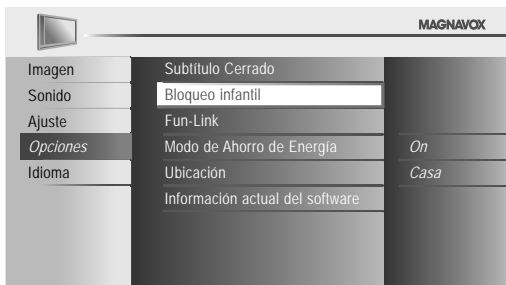 MAGNAVOX
Imagen
Sonido
Ajuste
Opciones
Idioma
Subtítulo Cerrado
Bloqueo infantil
Fun-Link
Modo de Ahorro de Energía On
Ubicación Casa
Información actual del software